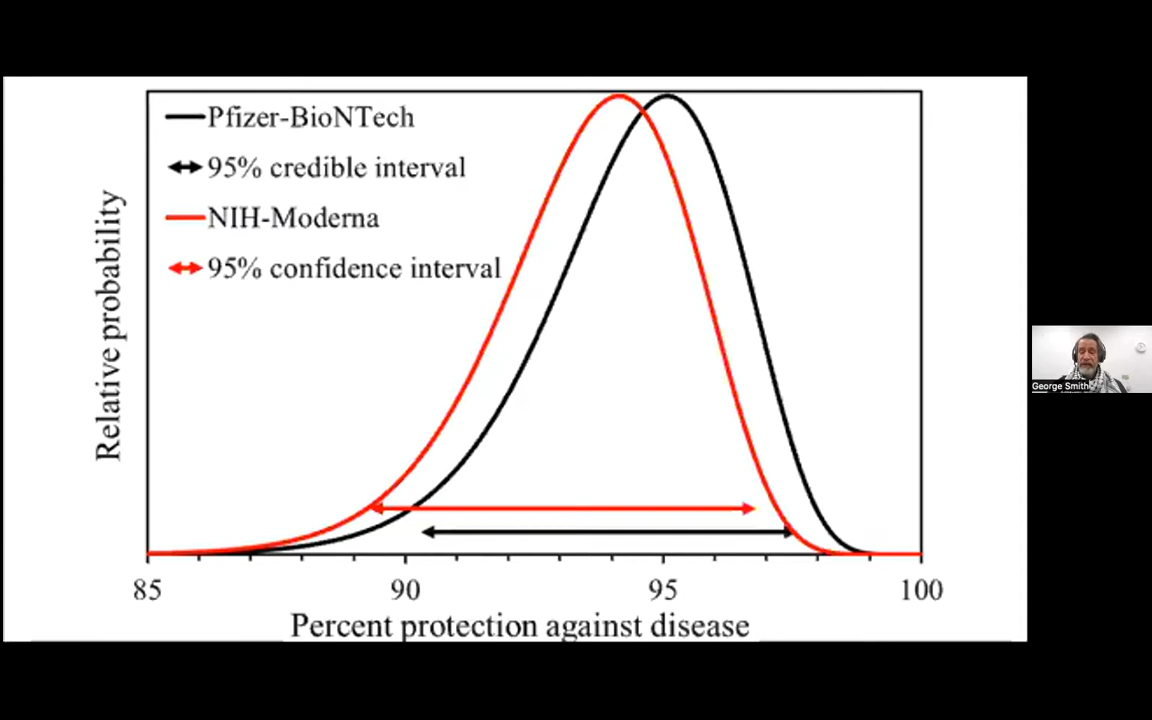 Pfizer-BioNTech
95% credible interval
NIH-Moderna
95% confidence interval
Relative probability
85
90
95
100
Percent protection against disease
George Smith